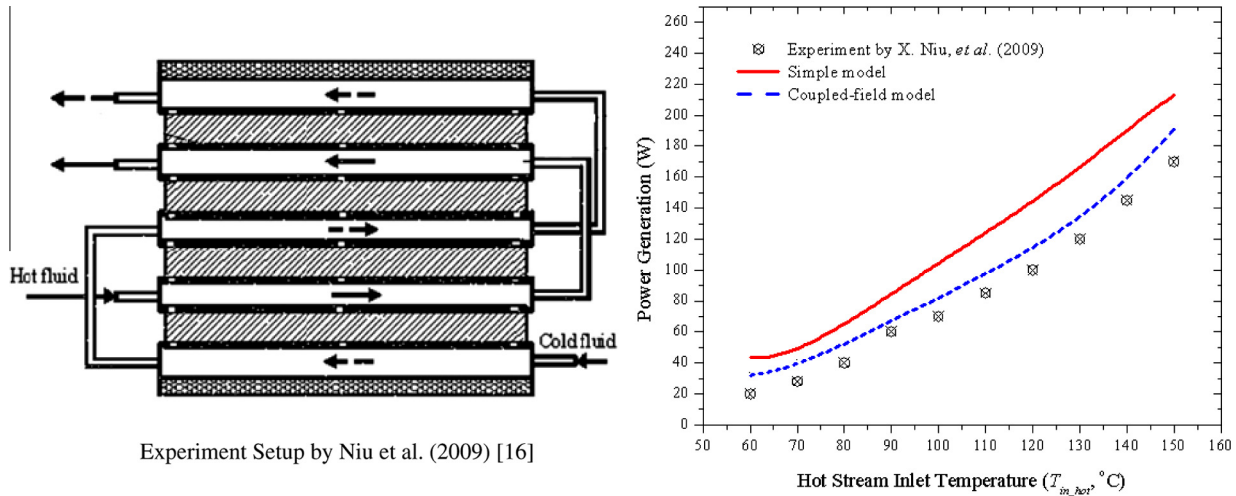 Hot fluid
Cold fluid
Experiment Setup by Niu et al. (2009) [16]
Power Generation (W)
260
240
220
200
180
160
140
120
100
80
60
40
20
0
Experiment by X. Niu, et al. (2009)
Simple model
Coupled-field model
50 60 70 80 90 100 110 120 130 140 150 160
Hot Stream Inlet Temperature (T_in_hot, °C)